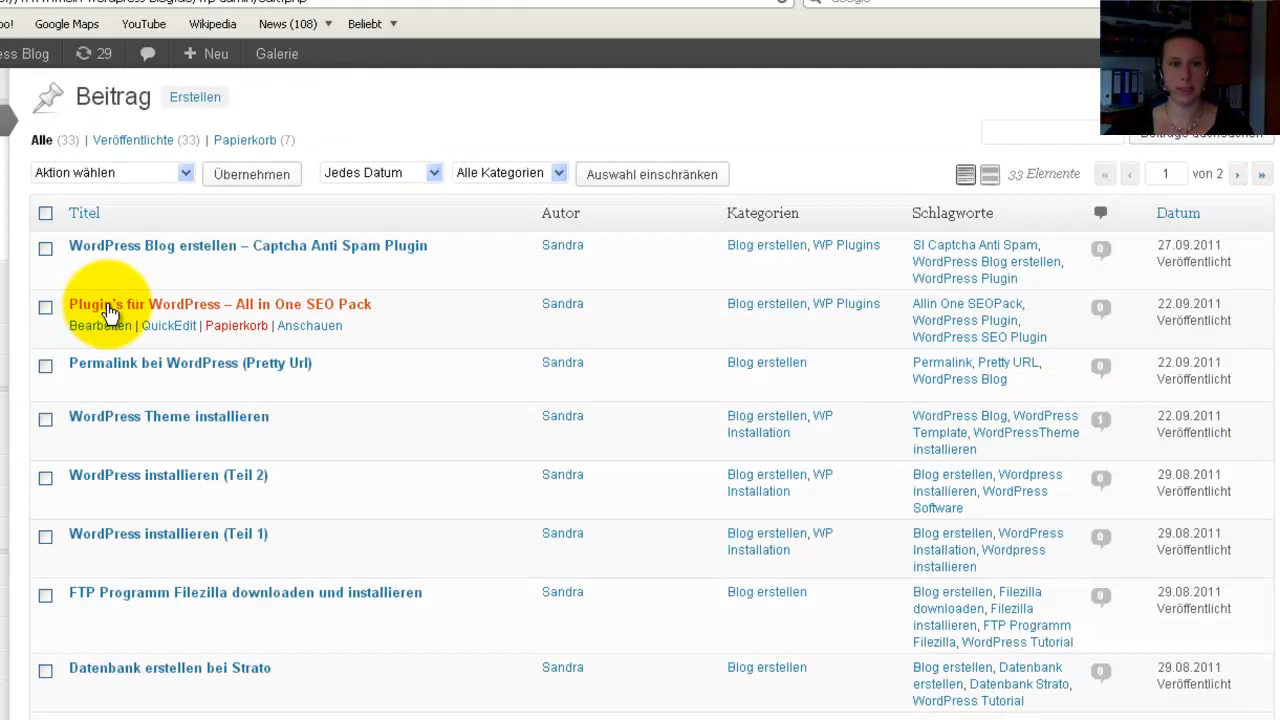 Google Maps YouTube Wikipedia News (108) Beliebt
ess Blog 29 Neu Galerie
Beitrag Erstellen
Alle (33) | Veröffentlichte (33) | Papierkorb (7)
Aktion wählen Übernehmen Jedes Datum Alle Kategorien Auswahl einschränken 33 Elemente « ‹ 1 von 2 › »
Titel Autor Kategorien Schlagworte Datum
WordPress Blog erstellen – Captcha Anti Spam Plugin Sandra Blog erstellen, WP Plugins SI Captcha Anti Spam, 0 27.09.2011
WordPress Blog erstellen, Veröffentlicht
WordPress Plugin
Plugin's für WordPress – All in One SEO Pack Sandra Blog erstellen, WP Plugins Allin One SEOPack, 0 22.09.2011
WordPress Plugin, Veröffentlicht
Bearbeiten | QuickEdit | Papierkorb | Anschauen WordPress SEO Plugin
Permalink bei WordPress (Pretty Url) Sandra Blog erstellen Permalink, Pretty URL, 0 22.09.2011
WordPress Blog Veröffentlicht
WordPress Theme installieren Sandra Blog erstellen, WP WordPress Blog, WordPress 1 22.09.2011
Installation Template, WordPressTheme Veröffentlicht
installieren
WordPress installieren (Teil 2) Sandra Blog erstellen, WP Blog erstellen, Wordpress 0 29.08.2011
Installation installieren, WordPress Veröffentlicht
Software
WordPress installieren (Teil 1) Sandra Blog erstellen, WP Blog erstellen, WordPress 0 29.08.2011
Installation Installation, Wordpress Veröffentlicht
installieren
FTP Programm Filezilla downloaden und installieren Sandra Blog erstellen Blog erstellen, Filezilla 0 29.08.2011
downloaden, Filezilla Veröffentlicht
installieren, FTP Programm
Filezilla, WordPress Tutorial
Datenbank erstellen bei Strato Sandra Blog erstellen Blog erstellen, Datenbank 0 29.08.2011
erstellen, Datenbank Strato, Veröffentlicht
WordPress Tutorial